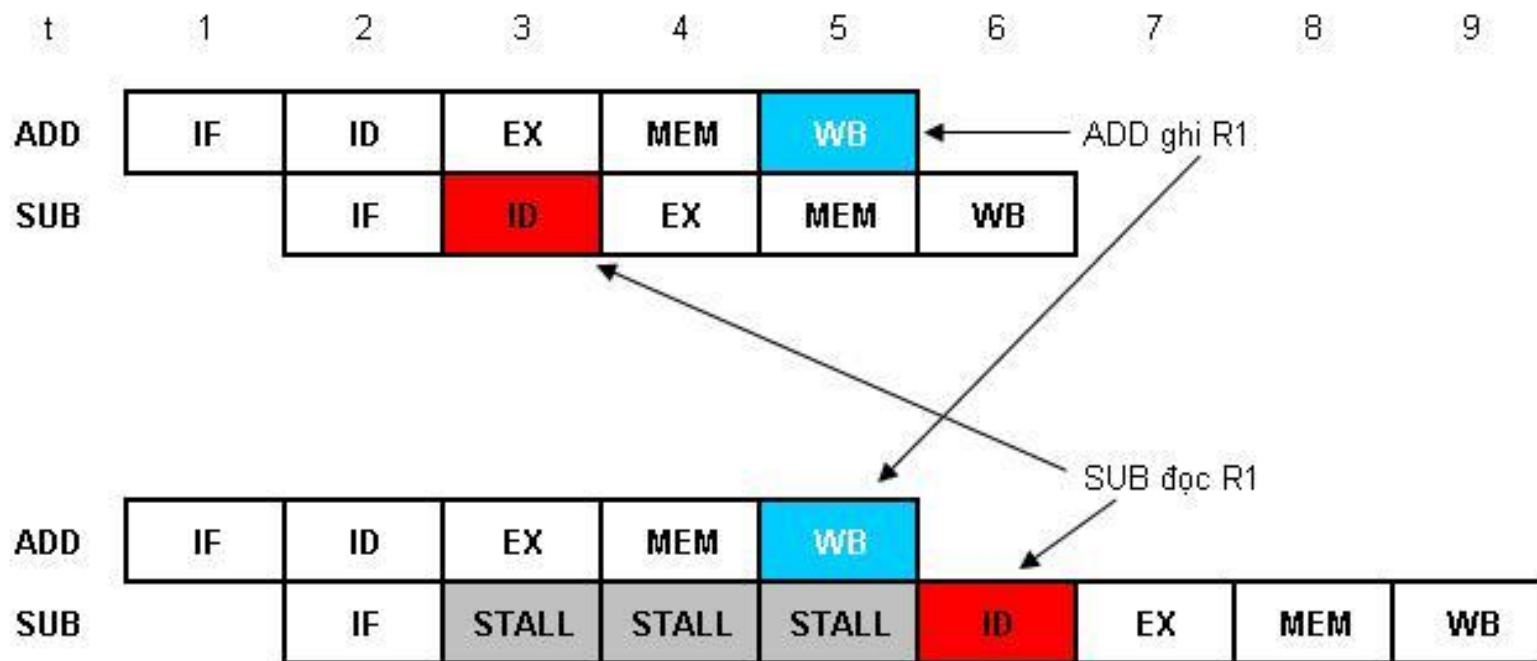 t 1 2 3 4 5 6 7 8 9
ADD IF ID EX MEM WB ADD ghi R1
SUB IF ID EX MEM WB
SUB đọc R1
ADD IF ID EX MEM WB
SUB IF STALL STALL STALL ID EX MEM WB